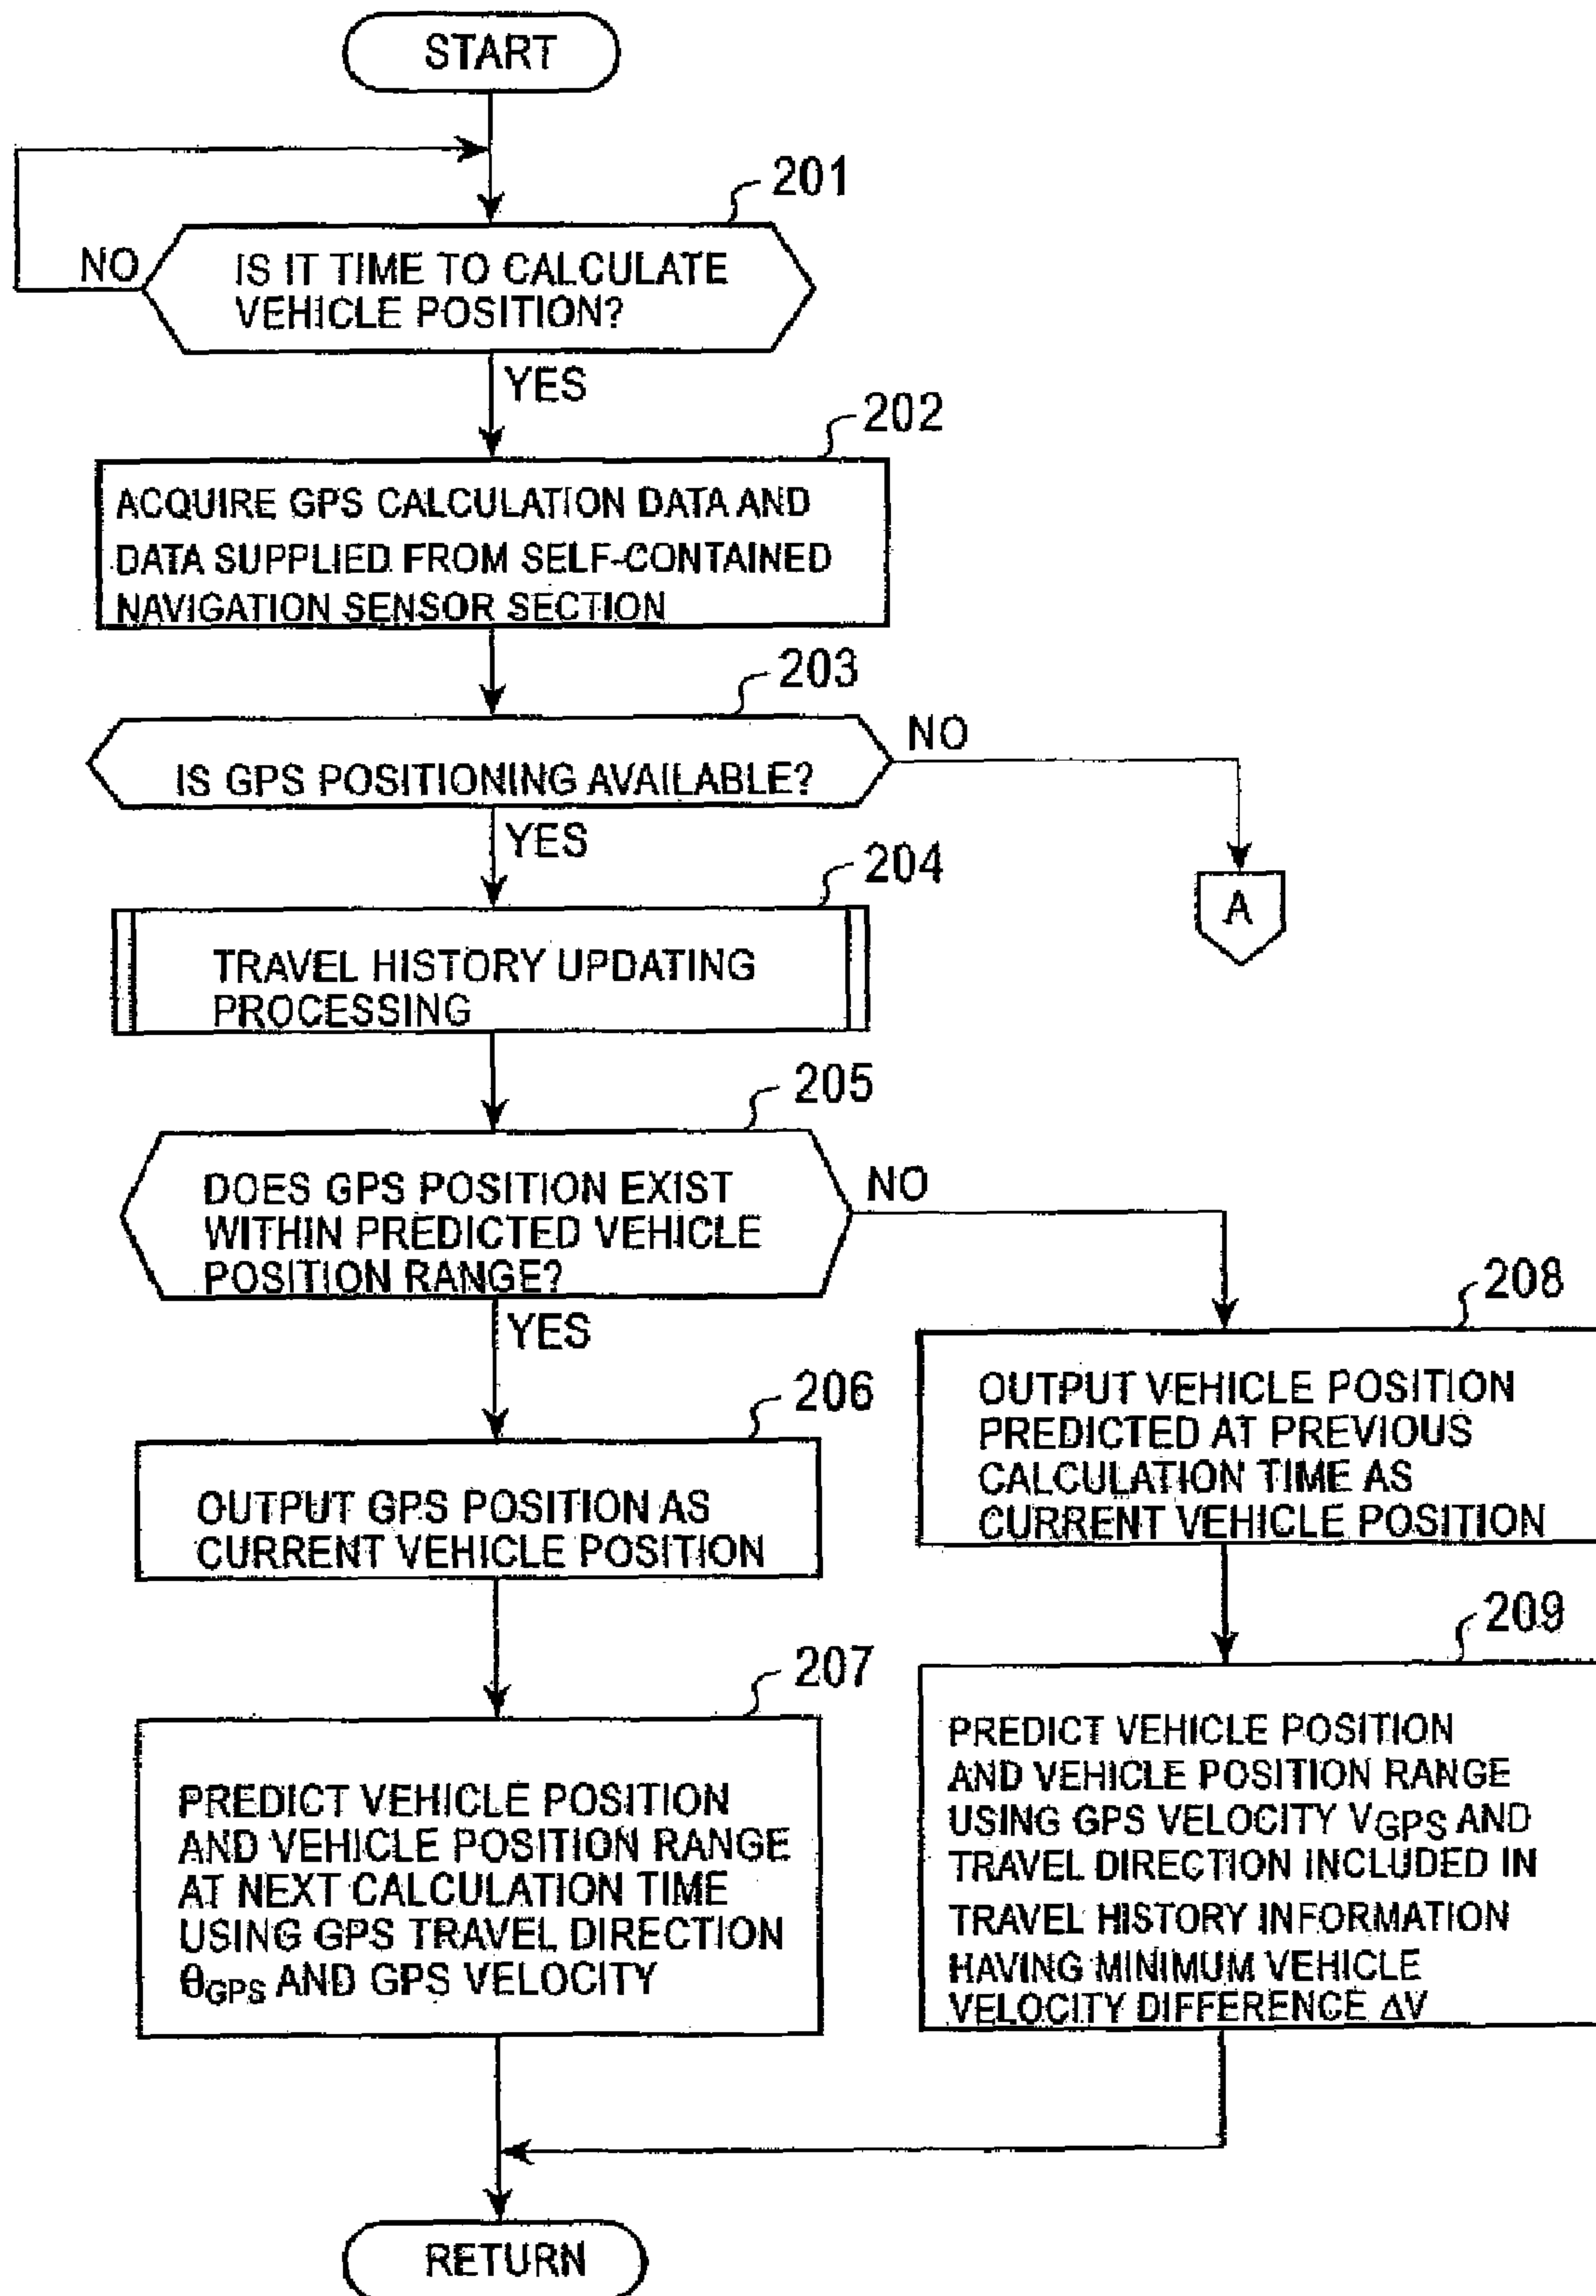 START
201
NO
IS IT TIME TO CALCULATE
VEHICLE POSITION?
YES
202
ACQUIRE GPS CALCULATION DATA AND
DATA SUPPLIED FROM SELF-CONTAINED
NAVIGATION SENSOR SECTION
203
NO
IS GPS POSITIONING AVAILABLE?
YES
A
204
TRAVEL HISTORY UPDATING
PROCESSING
205
NO
DOES GPS POSITION EXIST
WITHIN PREDICTED VEHICLE
POSITION RANGE?
YES
206
OUTPUT GPS POSITION AS
CURRENT VEHICLE POSITION
207
PREDICT VEHICLE POSITION
AND VEHICLE POSITION RANGE
AT NEXT CALCULATION TIME
USING GPS TRAVEL DIRECTION
θGPS AND GPS VELOCITY
208
OUTPUT VEHICLE POSITION
PREDICTED AT PREVIOUS
CALCULATION TIME AS
CURRENT VEHICLE POSITION
209
PREDICT VEHICLE POSITION
AND VEHICLE POSITION RANGE
USING GPS VELOCITY VGPS AND
TRAVEL DIRECTION INCLUDED IN
TRAVEL HISTORY INFORMATION
HAVING MINIMUM VEHICLE
VELOCITY DIFFERENCE ΔV
RETURN